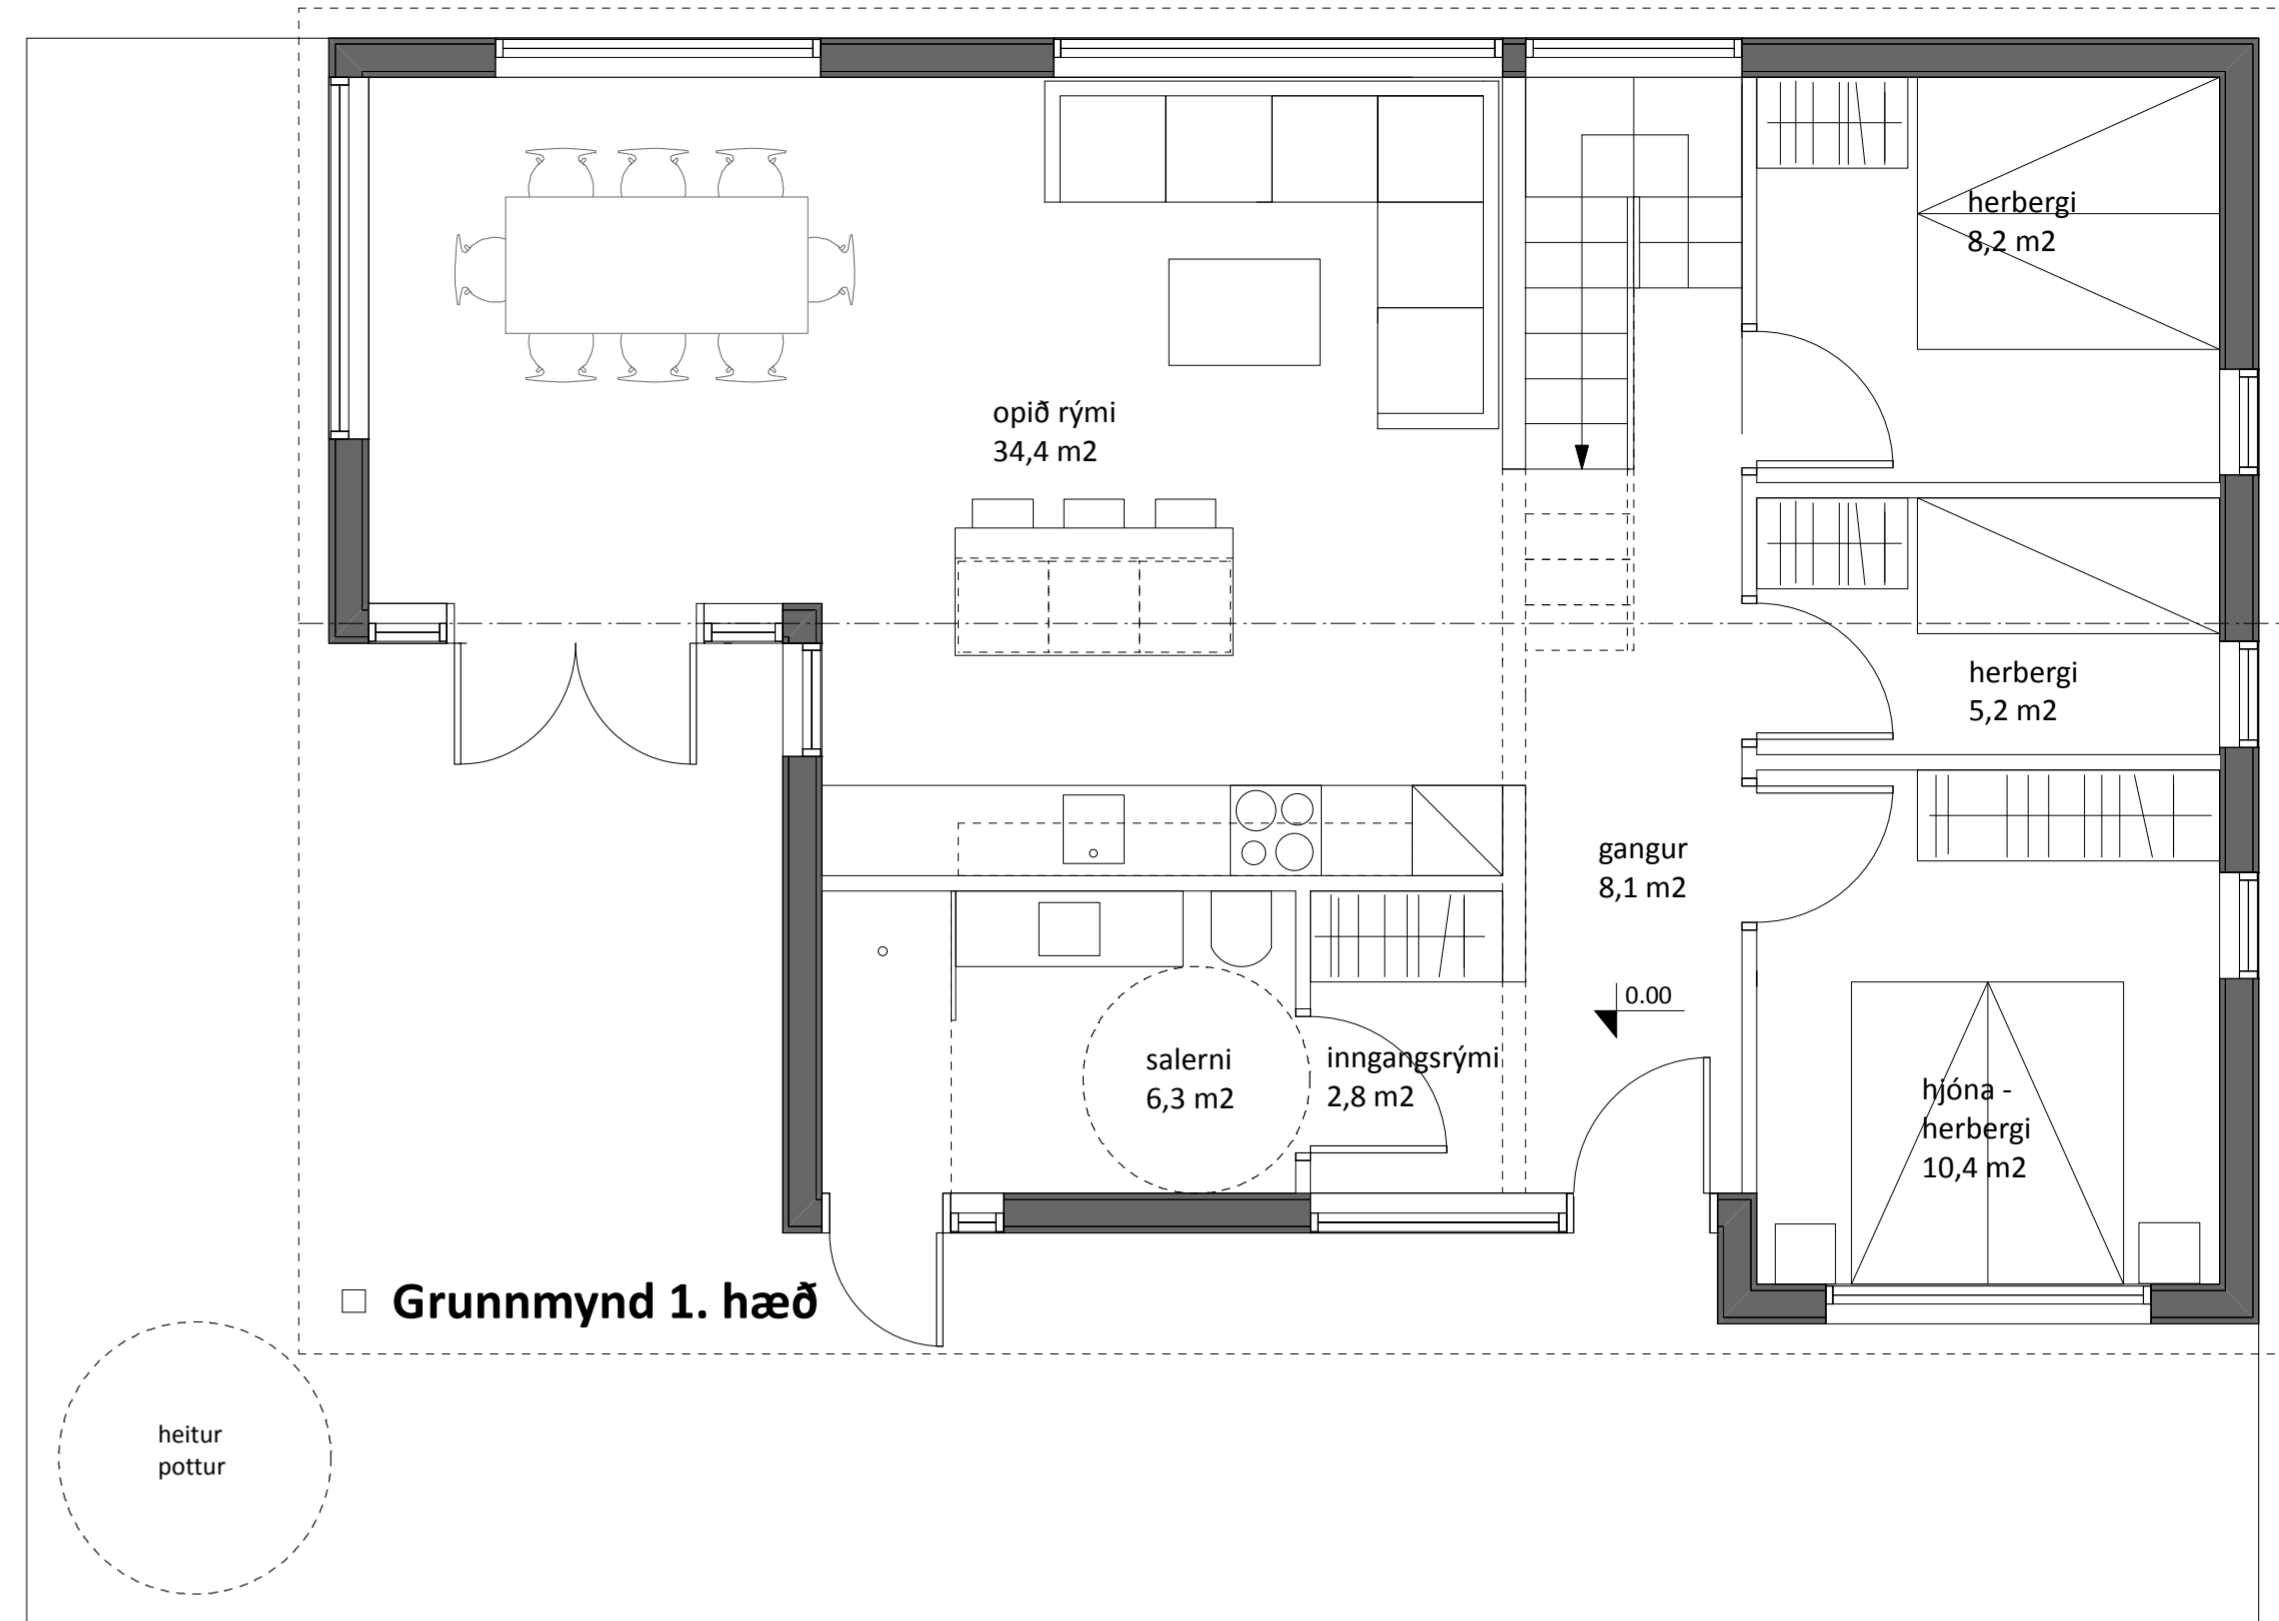 herbergi
8,2 m2
opið rými
34,4 m2
herbergi
5,2 m2
gangur
8,1 m2
0.00
salerni
6,3 m2
inngangsrými
2,8 m2
hjóna -
herbergi
10,4 m2
Grunnmynd 1. hæð
heitur
pottur